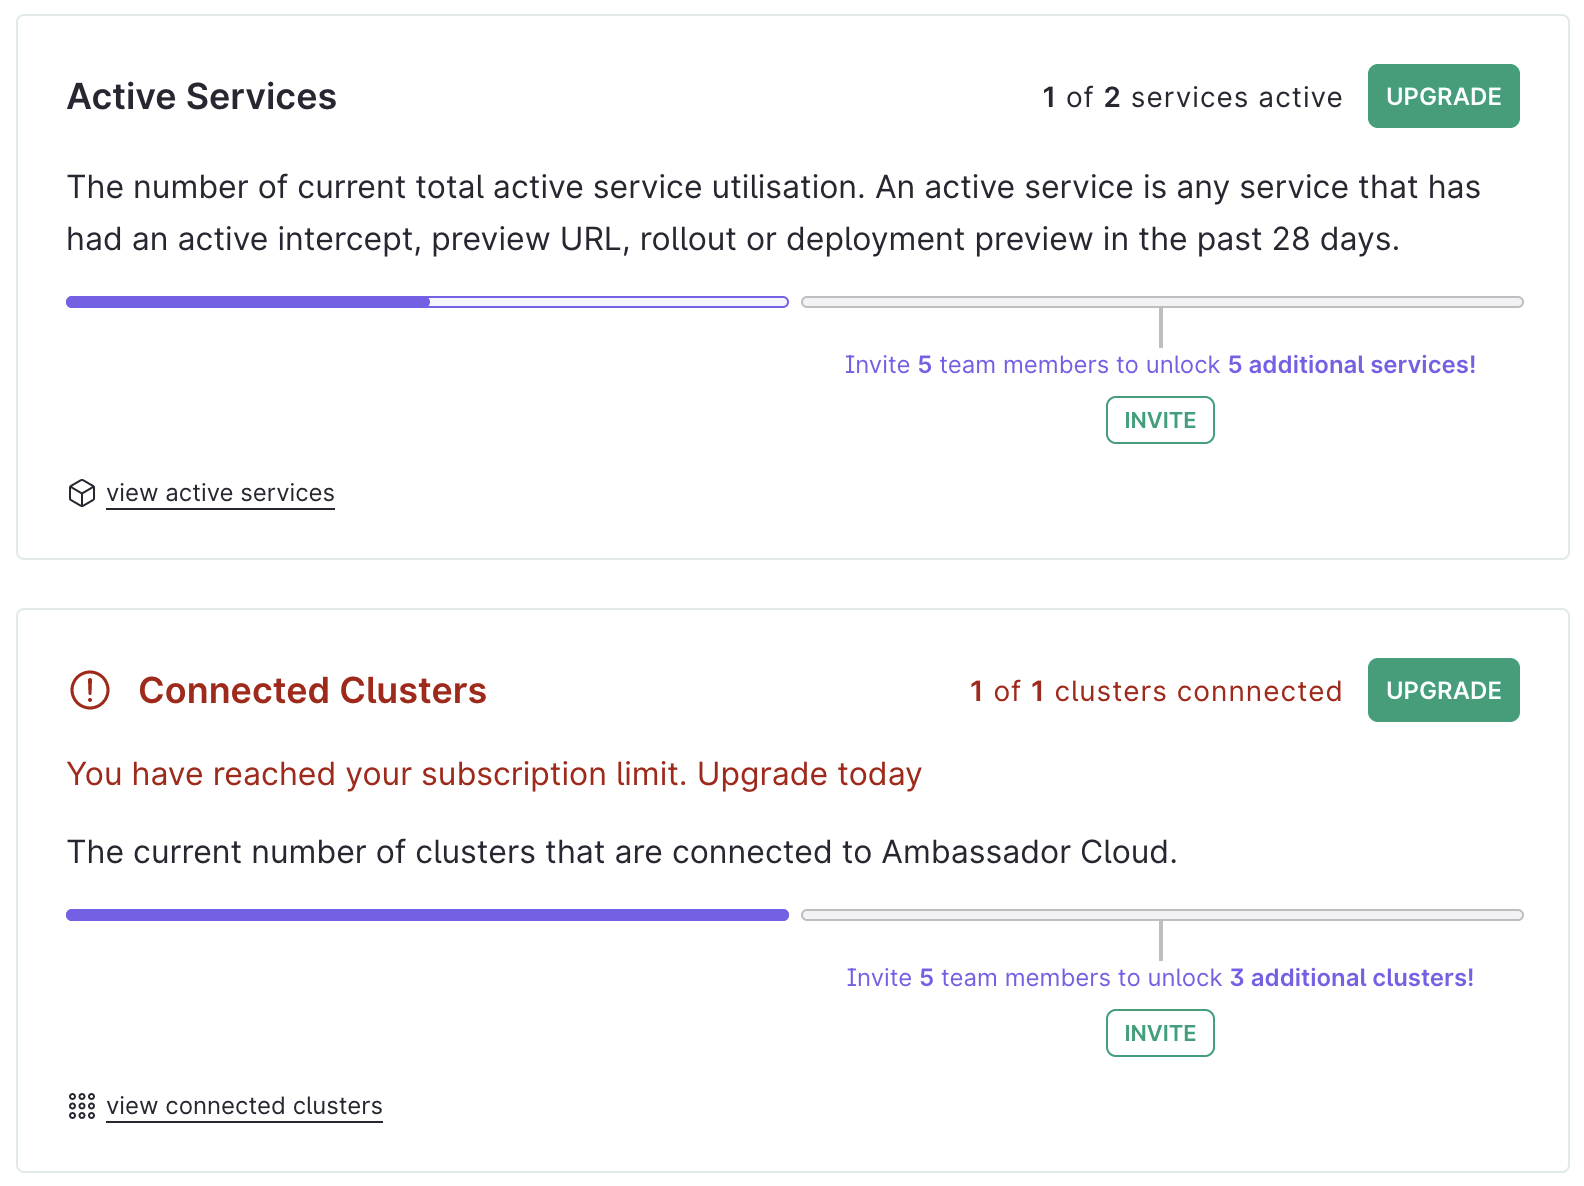 Active Services
1 of 2 services active
UPGRADE
The number of current total active service utilisation. An active service is any service that has
had an active intercept, preview URL, rollout or deployment preview in the past 28 days.
Invite 5 team members to unlock 5 additional services!
INVITE
view active services
Connected Clusters
1 of 1 clusters connnected
UPGRADE
You have reached your subscription limit. Upgrade today
The current number of clusters that are connected to Ambassador Cloud.
Invite 5 team members to unlock 3 additional clusters!
INVITE
view connected clusters